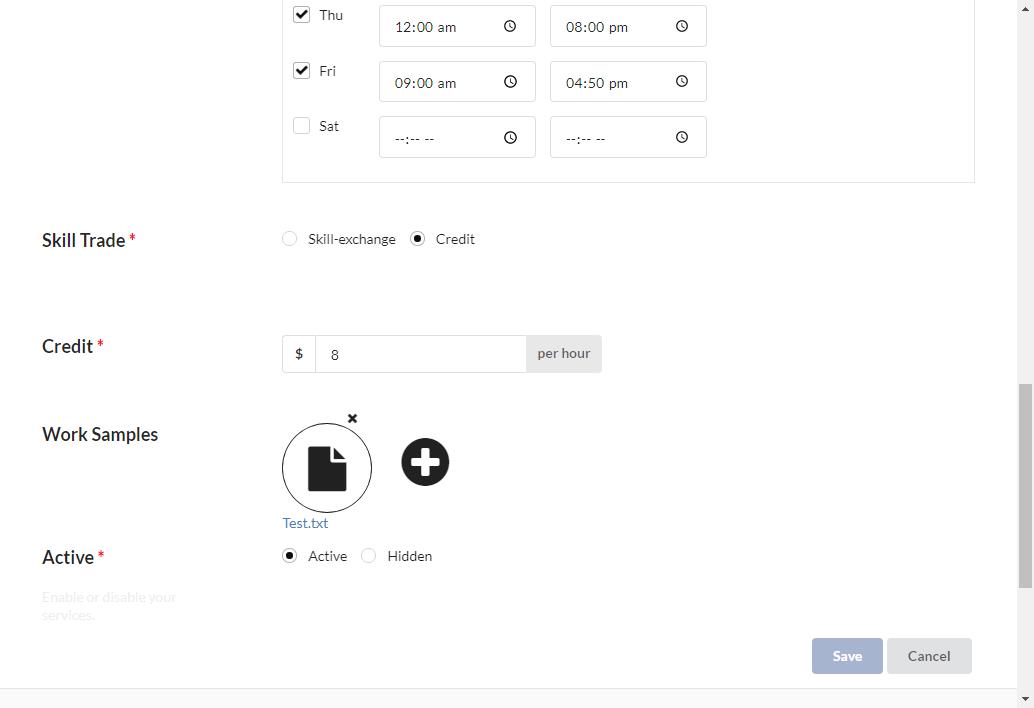 Thu 12:00 am 08:00 pm
Fri 09:00 am 04:50 pm
Sat --:-- -- --:-- --
Skill Trade * Skill-exchange Credit
Credit * $ 8 per hour
Work Samples
Test.txt
Active * Active Hidden
Enable or disable your
services.
Save Cancel